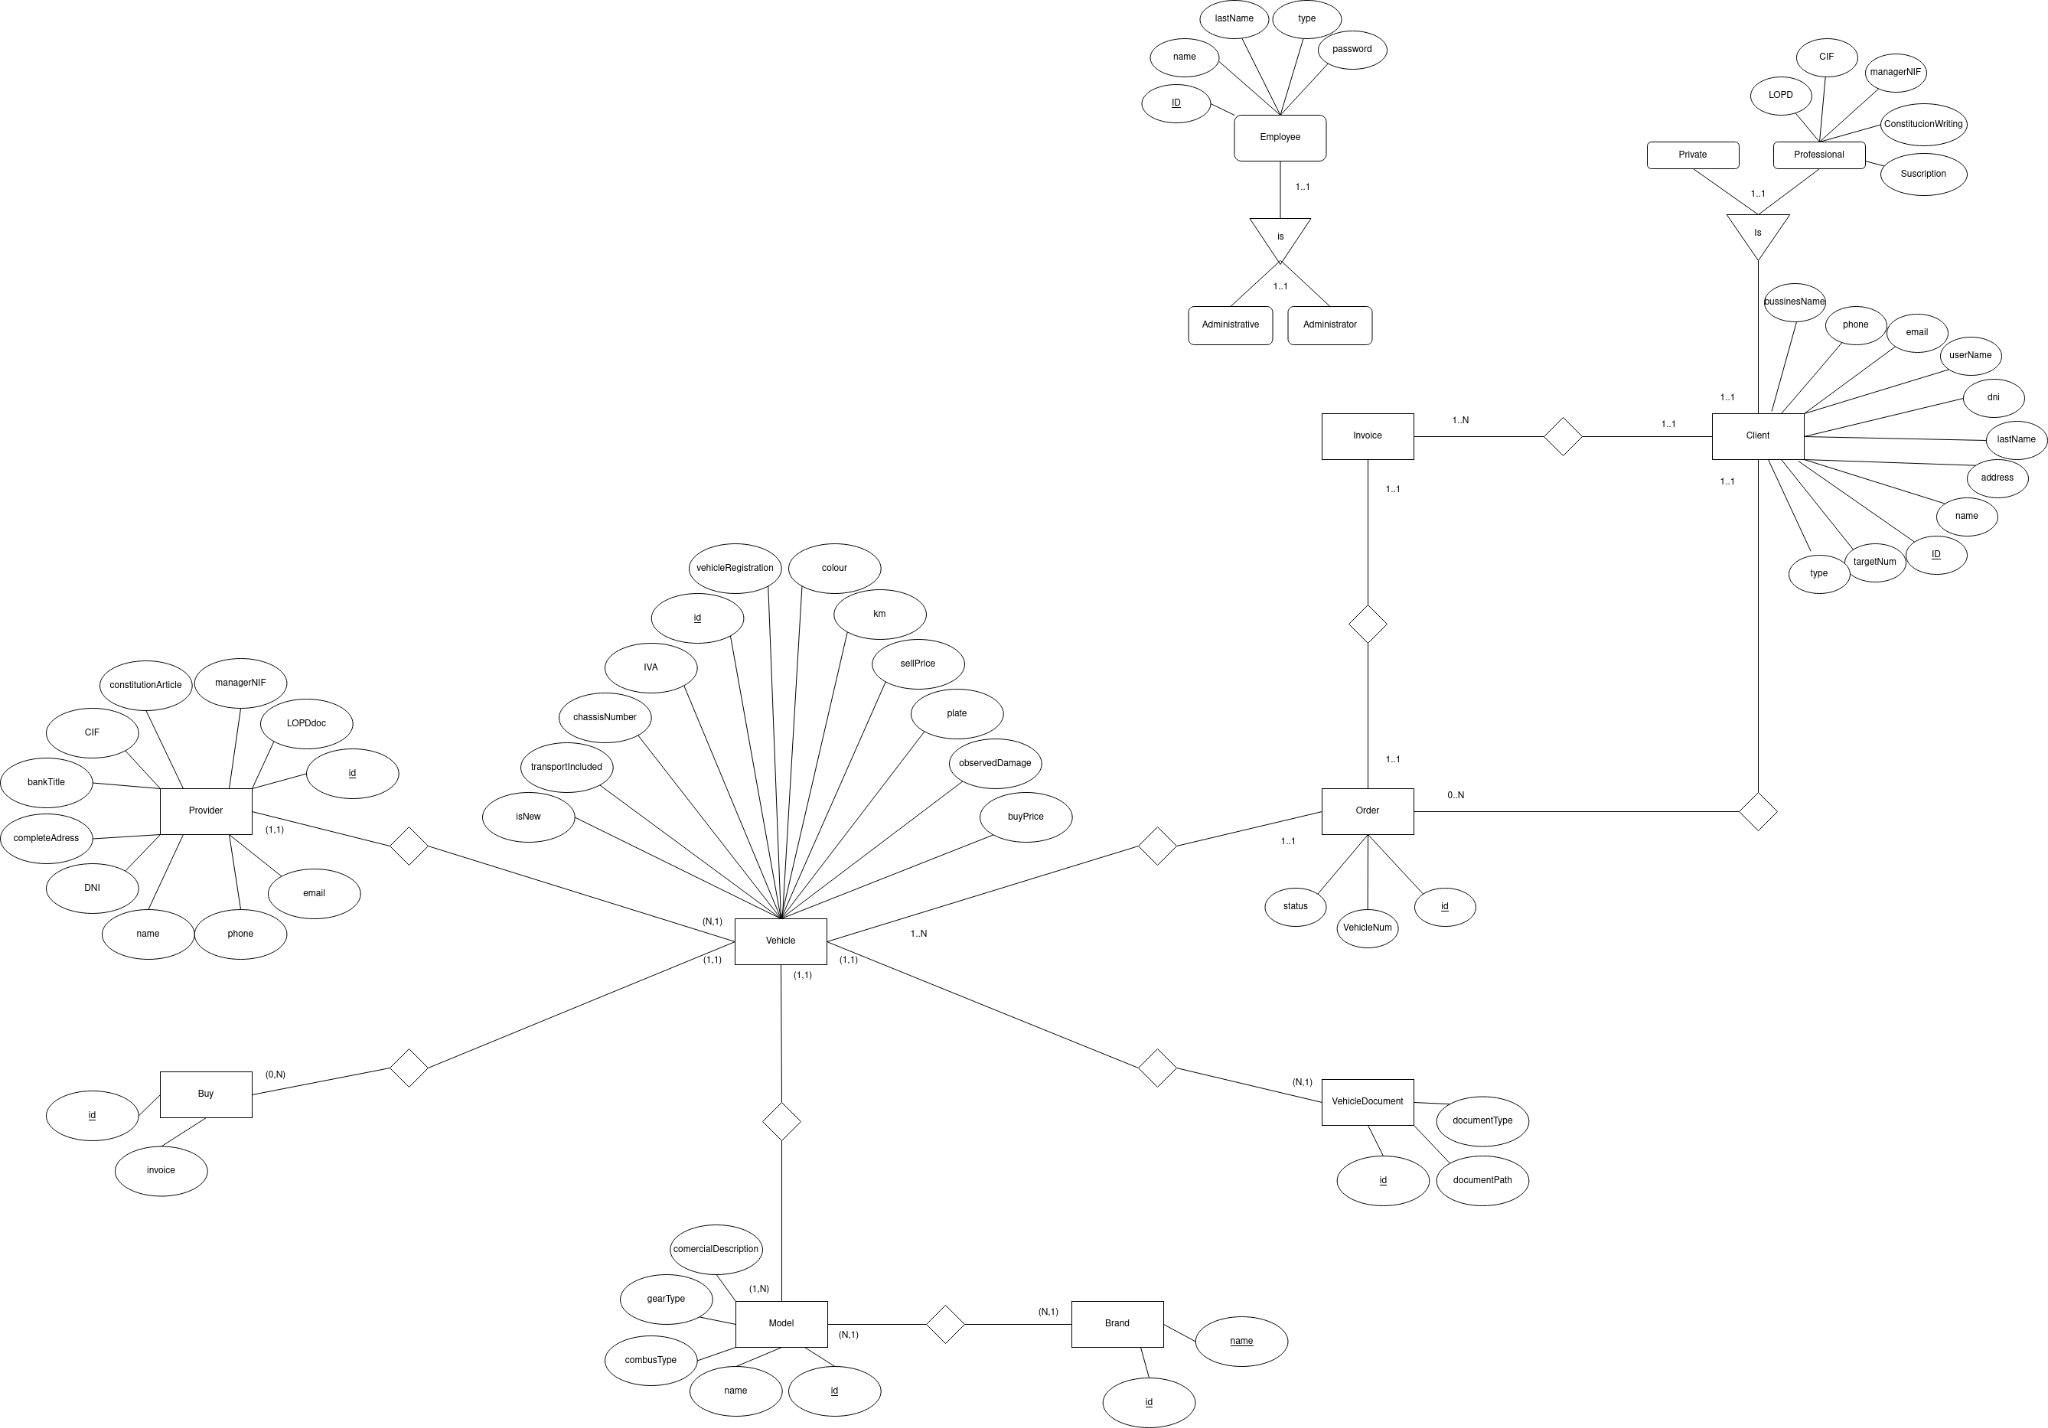 lastName
type
name
password
ID
Employee
1..1
is
1..1
Administrative
Administrator
CIF
managerNIF
LOPD
ConstitucionWriting
Private
Professional
Suscription
1..1
Is
pussinesName
phone
email
userName
dni
lastName
address
name
ID
targetNum
type
1..1
Client
1..1
1..1
1..N
Invoice
1..1
1..1
0..N
Order
1..1
status
VehicleNum
id
vehicleRegistration
colour
id
km
IVA
sellPrice
chassisNumber
plate
transportIncluded
observedDamage
isNew
buyPrice
constitutionArticle
managerNIF
CIF
LOPDdoc
bankTitle
id
Provider
(1,1)
completeAdress
DNI
email
name
phone
(N,1)
Vehicle
1..N
(1,1)
(1,1)
(1,1)
(0,N)
Buy
id
invoice
(N,1)
VehicleDocument
documentType
id
documentPath
comercialDescription
(1,N)
gearType
Model
(N,1)
(N,1)
Brand
combusType
name
id
name
id